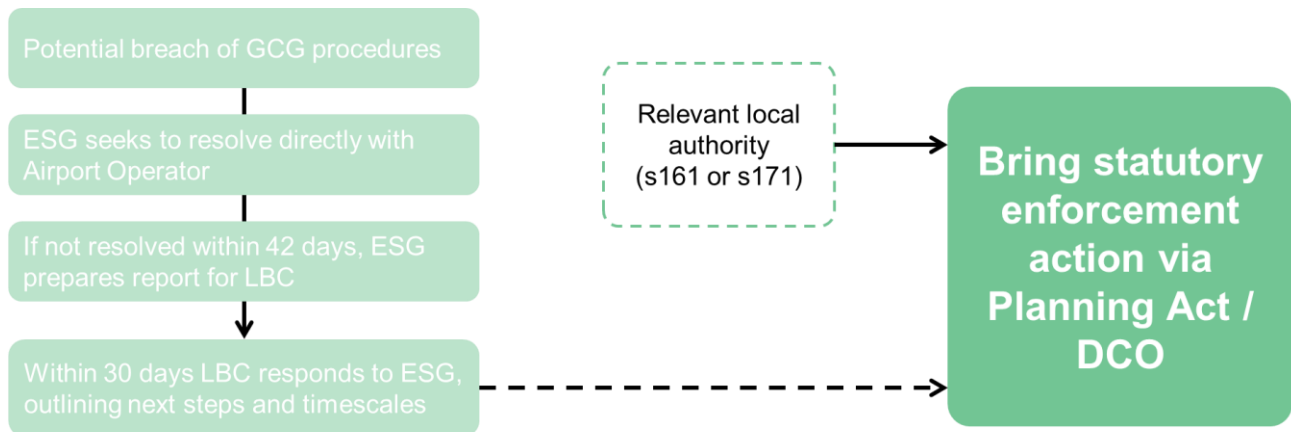 Potential breach of GCG procedures
ESG seeks to resolve directly with
Airport Operator
If not resolved within 42 days, ESG
prepares report for LBC
Within 30 days LBC responds to ESG,
outlining next steps and timescales
Relevant local
authority
(s161 or s171)
Bring statutory
enforcement
action via
Planning Act /
DCO